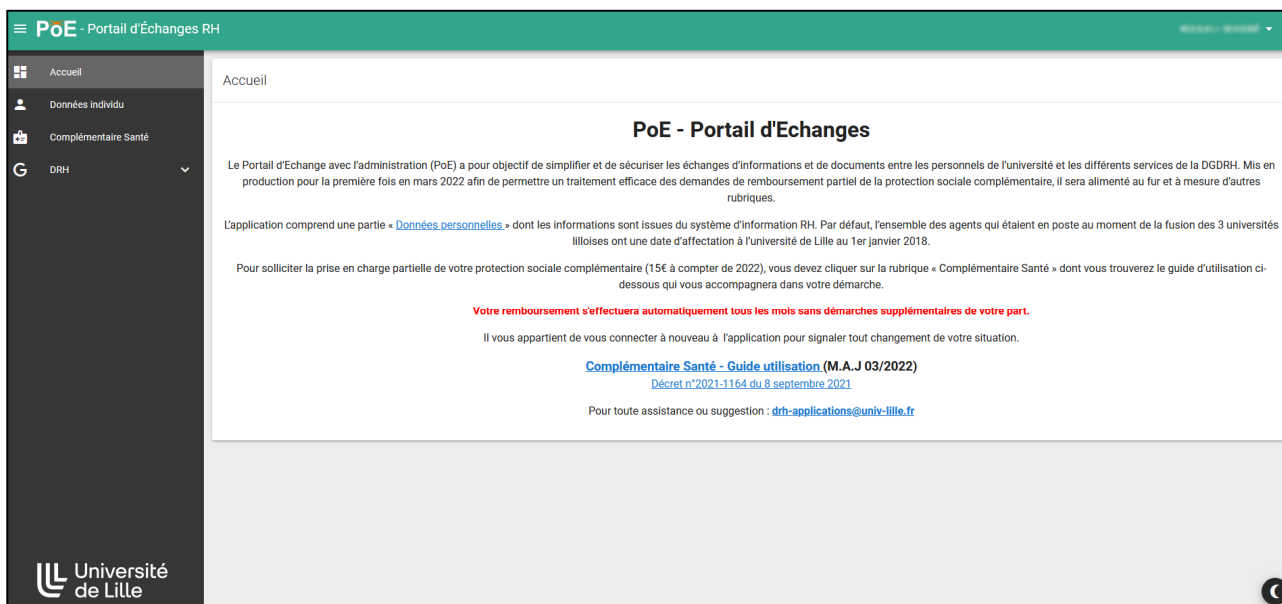 PoE - Portail d'Échanges RH
Accueil
Données individu
Complémentaire Santé
DRH
Accueil
PoE - Portail d'Echanges
Le Portail d'Echange avec l'administration (PoE) a pour objectif de simplifier et de sécuriser les échanges d'informations et de documents entre les personnels de l'université et les différents services de la DGDRH. Mis en
production pour la première fois en mars 2022 afin de permettre un traitement efficace des demandes de remboursement partiel de la protection sociale complémentaire, il sera alimenté au fur et à mesure d'autres
rubriques.
L'application comprend une partie « Données personnelles » dont les informations sont issues du système d'information RH. Par défaut, l'ensemble des agents qui étaient en poste au moment de la fusion des 3 universités
lilloises ont une date d'affectation à l'université de Lille au 1er janvier 2018.
Pour solliciter la prise en charge partielle de votre protection sociale complémentaire (15€ à compter de 2022), vous devez cliquer sur la rubrique « Complémentaire Santé » dont vous trouverez le guide d'utilisation ci-
dessous qui vous accompagnera dans votre démarche.
Votre remboursement s'effectuera automatiquement tous les mois sans démarches supplémentaires de votre part.
Il vous appartient de vous connecter à nouveau à l'application pour signaler tout changement de votre situation.
Complémentaire Santé - Guide utilisation (M.A.J 03/2022)
Décret n°2021-1164 du 8 septembre 2021
Pour toute assistance ou suggestion : drh-applications@univ-lille.fr
Université
de Lille